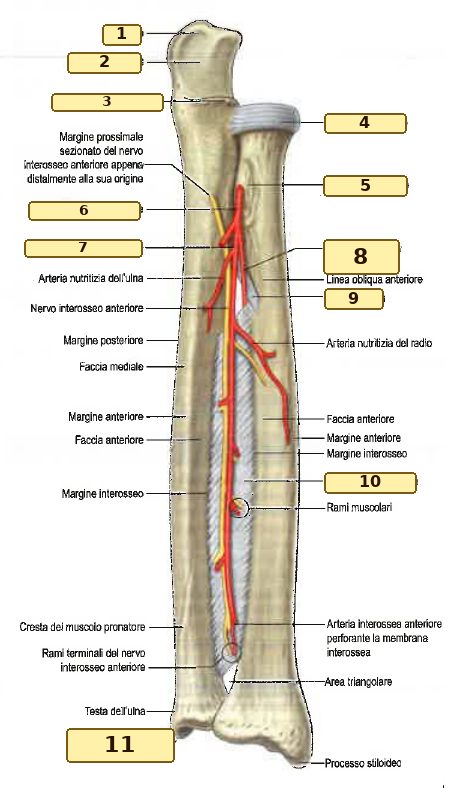 1
2
3
4
Margine prossimale
sezionato del nervo
interosseo anteriore appena
distalmente alla sua origine
5
6
7
8
Arteria nutritizia dell'ulna
Linea obliqua anteriore
9
Nervo interosseo anteriore
Margine posteriore
Arteria nutritizia del radio
Faccia mediale
Margine anteriore
Faccia anteriore
Faccia anteriore
Margine anteriore
Margine interosseo
10
Margine interosseo
Rami muscolari
Cresta del muscolo pronatore
Arteria interossea anteriore
perforante la membrana
interossea
Rami terminali del nervo
interosseo anteriore
Area triangolare
Testa dell'ulna
11
Processo stiloideo